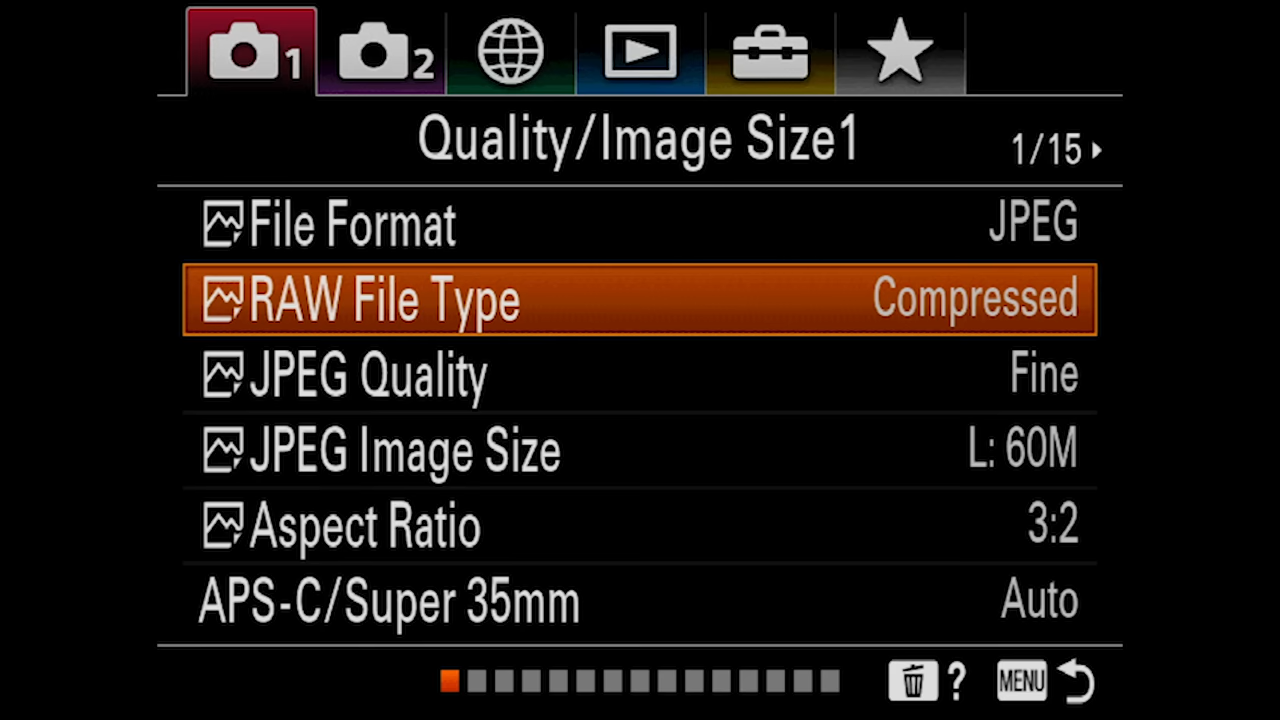 1 2
Quality/Image Size1 1/15
File Format JPEG
RAW File Type Compressed
JPEG Quality Fine
JPEG Image Size L: 60M
Aspect Ratio 3:2
APS-C/Super 35mm Auto
? MENU